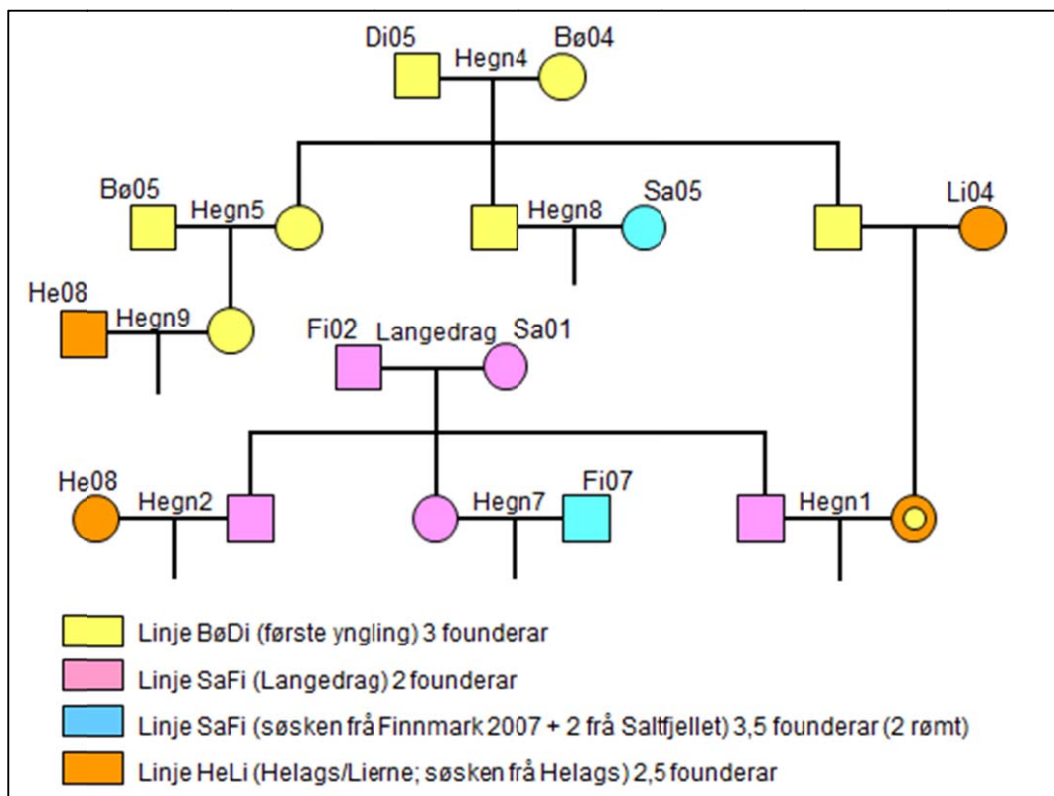 Di05
Hegn4
Bø04
Bø05
Hegn5
Hegn8
Sa05
Li04
He08
Hegn9
Fi02
Langedrag
Sa01
He08
Hegn2
Hegn7
Fi07
Hegn1
Linje BøDi (første yngling) 3 founderar
Linje SaFi (Langedrag) 2 founderar
Linje SaFi (søsken frå Finnmark 2007 + 2 frå Saltfjellet) 3,5 founderar (2 rømt)
Linje HeLi (Helags/Lierne; søsken frå Helags) 2,5 founderar